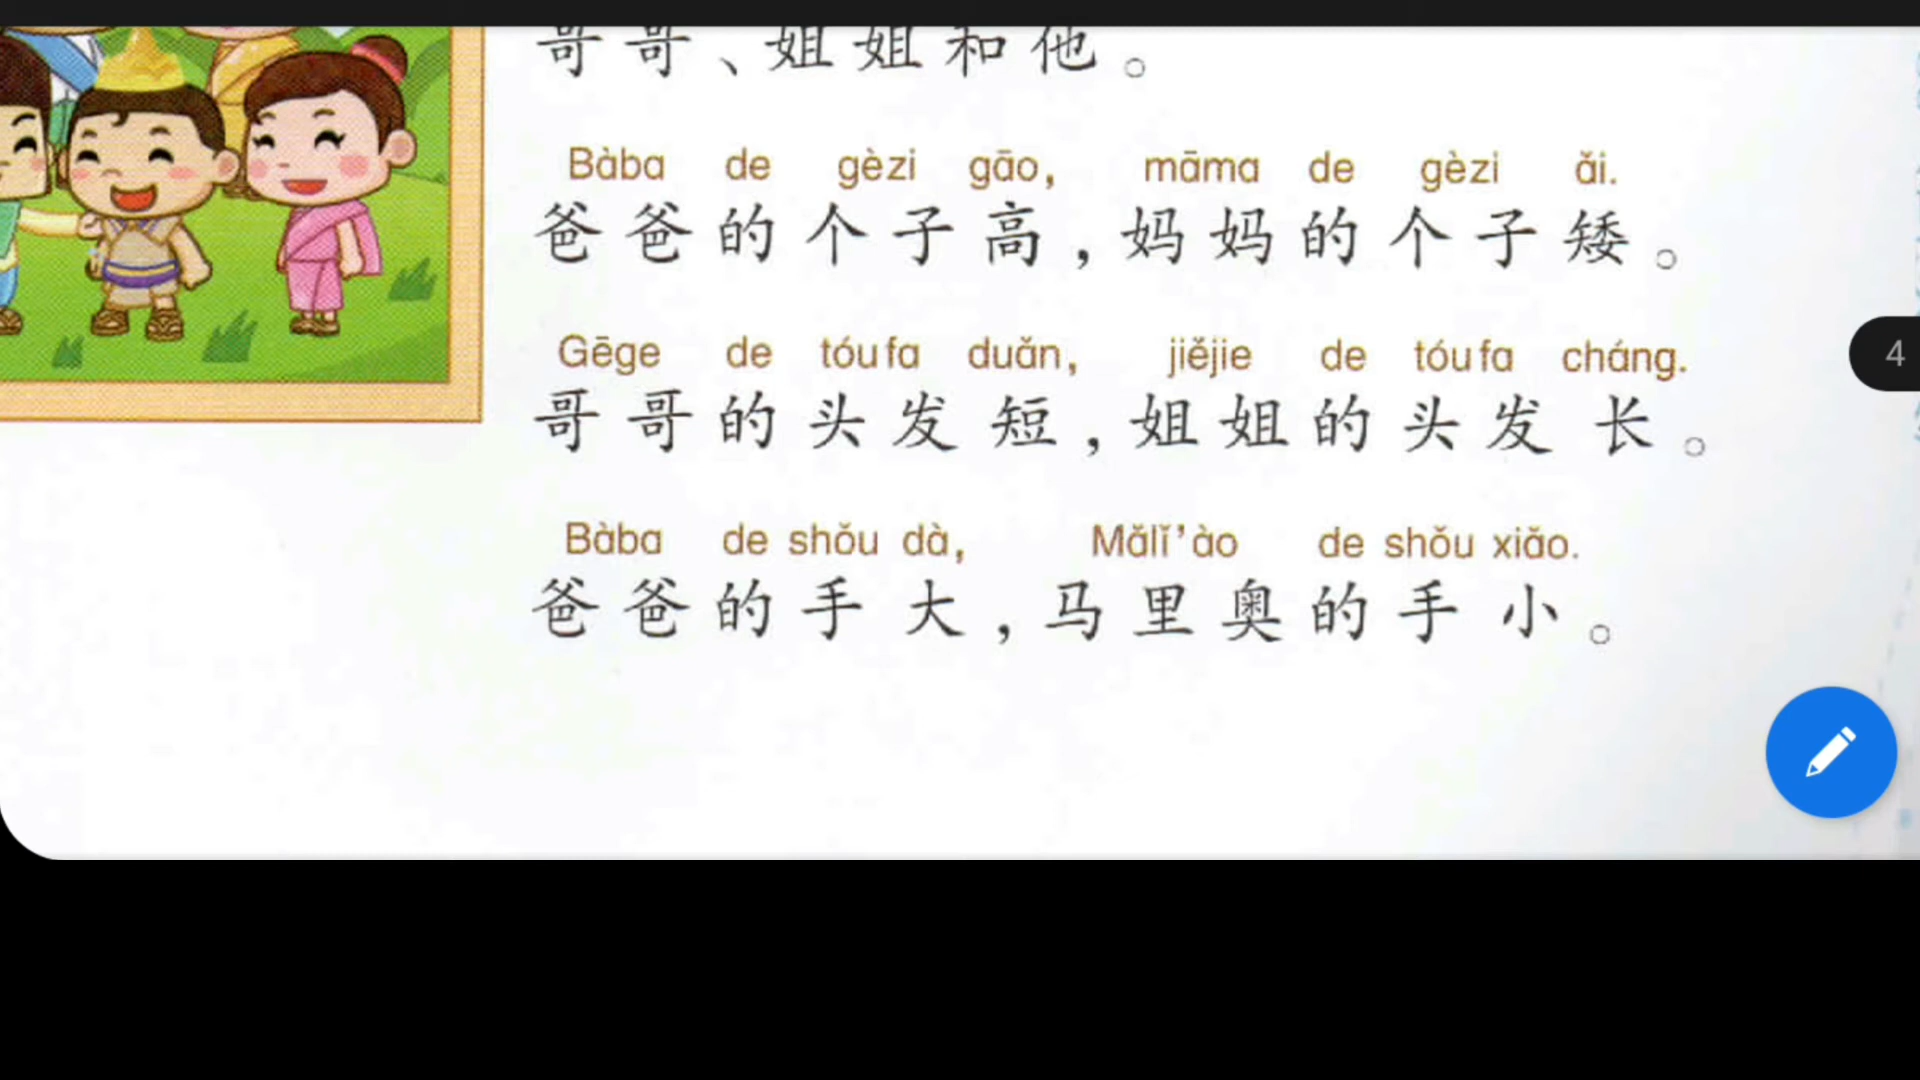 哥哥、姐姐和他。
Bàba de gèzi gāo, māma de gèzi ǎi.
爸爸的个子高，妈妈的个子矮。
Gēge de tóufa duǎn, jiějie de tóufa cháng.
哥哥的头发短，姐姐的头发长。
Bàba de shǒu dà, Mǎlǐ’ào de shǒu xiǎo.
爸爸的手大，马里奥的手小。
4